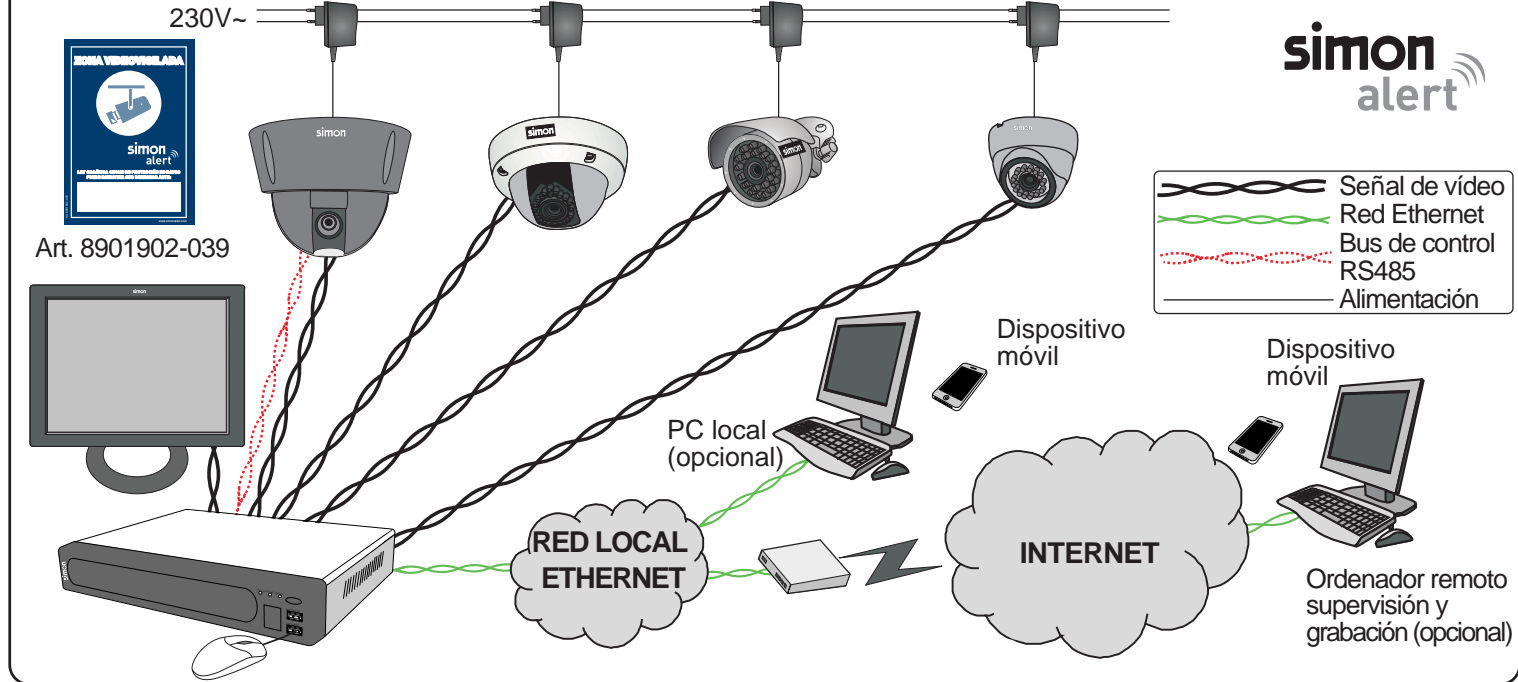 230V~
ZONA VIDEOVIGILADA
simon
alert
Art. 8901902-039
simon
simon
simon
simon
simon
alert
Señal de vídeo
Red Ethernet
Bus de control
RS485
Alimentación
simon
Dispositivo
móvil
Dispositivo
móvil
PC local
(opcional)
RED LOCAL
ETHERNET
INTERNET
Ordenador remoto
supervisión y
grabación (opcional)
simon